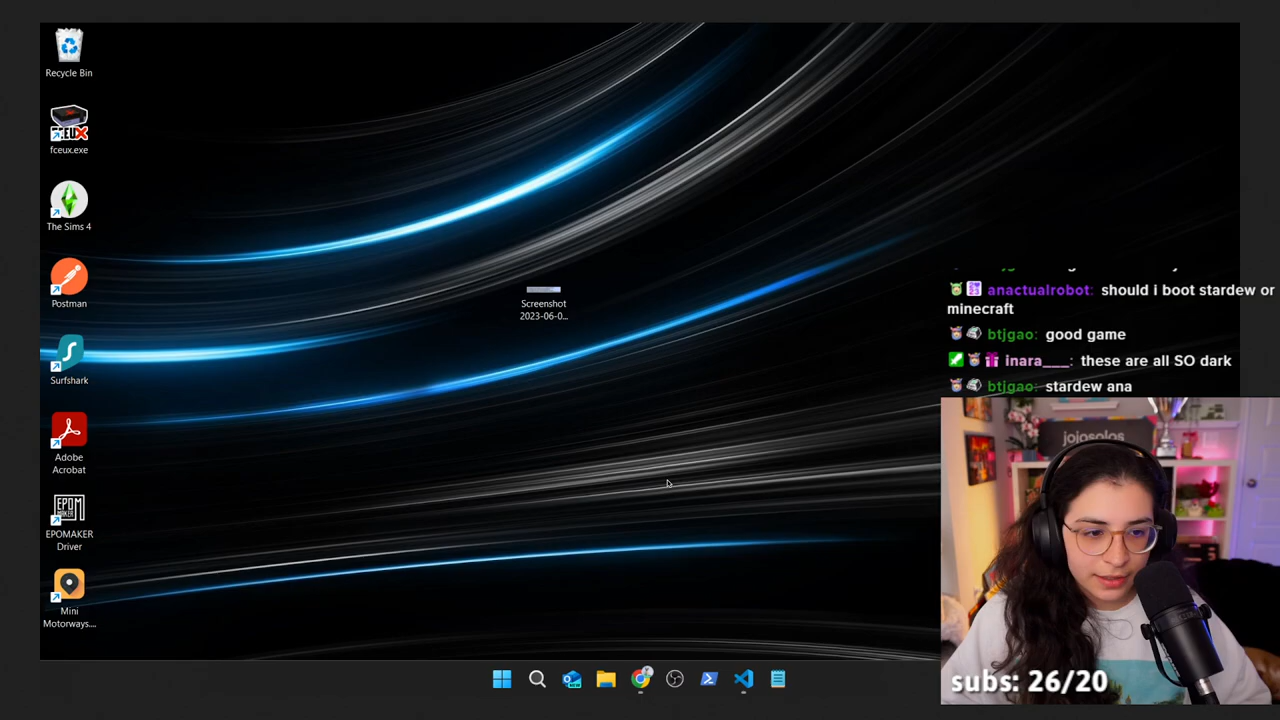 Recycle Bin
fceux.exe
The Sims 4
Postman
Surfshark
Adobe
Acrobat
EPOMAKER
Driver
Mini
Motorways...
Screenshot
2023-06-0...
anactualrobot: should i boot stardew or
minecraft
btjgao: good game
inara___: these are all SO dark
btjgao: stardew ana
jojosolos
subs: 26/20